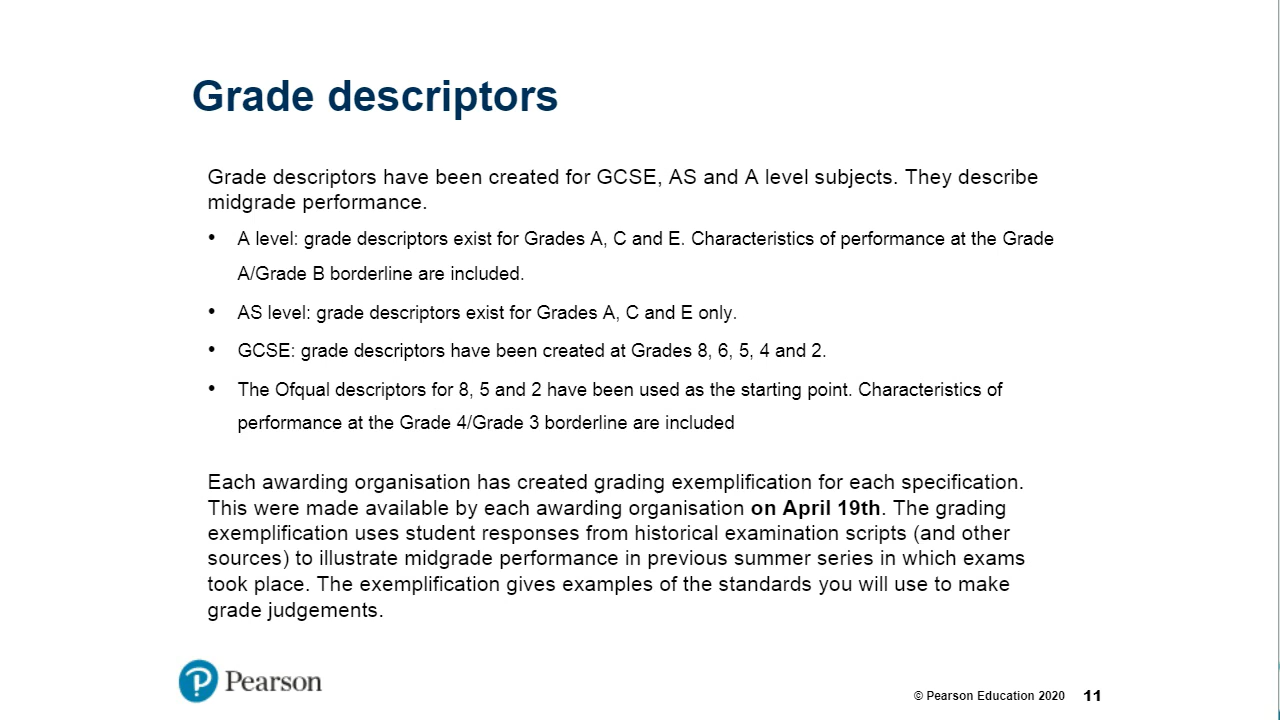 Grade descriptors
Grade descriptors have been created for GCSE, AS and A level subjects. They describe
midgrade performance.
• A level: grade descriptors exist for Grades A, C and E. Characteristics of performance at the Grade
A/Grade B borderline are included.
• AS level: grade descriptors exist for Grades A, C and E only.
• GCSE: grade descriptors have been created at Grades 8, 6, 5, 4 and 2.
• The Ofqual descriptors for 8, 5 and 2 have been used as the starting point. Characteristics of
performance at the Grade 4/Grade 3 borderline are included
Each awarding organisation has created grading exemplification for each specification.
This were made available by each awarding organisation on April 19th. The grading
exemplification uses student responses from historical examination scripts (and other
sources) to illustrate midgrade performance in previous summer series in which exams
took place. The exemplification gives examples of the standards you will use to make
grade judgements.
Pearson
© Pearson Education 2020 11